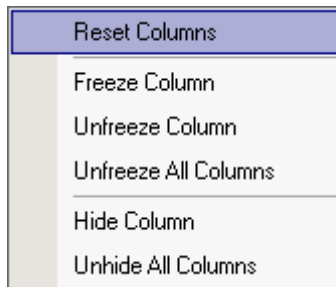 Reset Columns
Freeze Column
Unfreeze Column
Unfreeze All Columns
Hide Column
Unhide All Columns